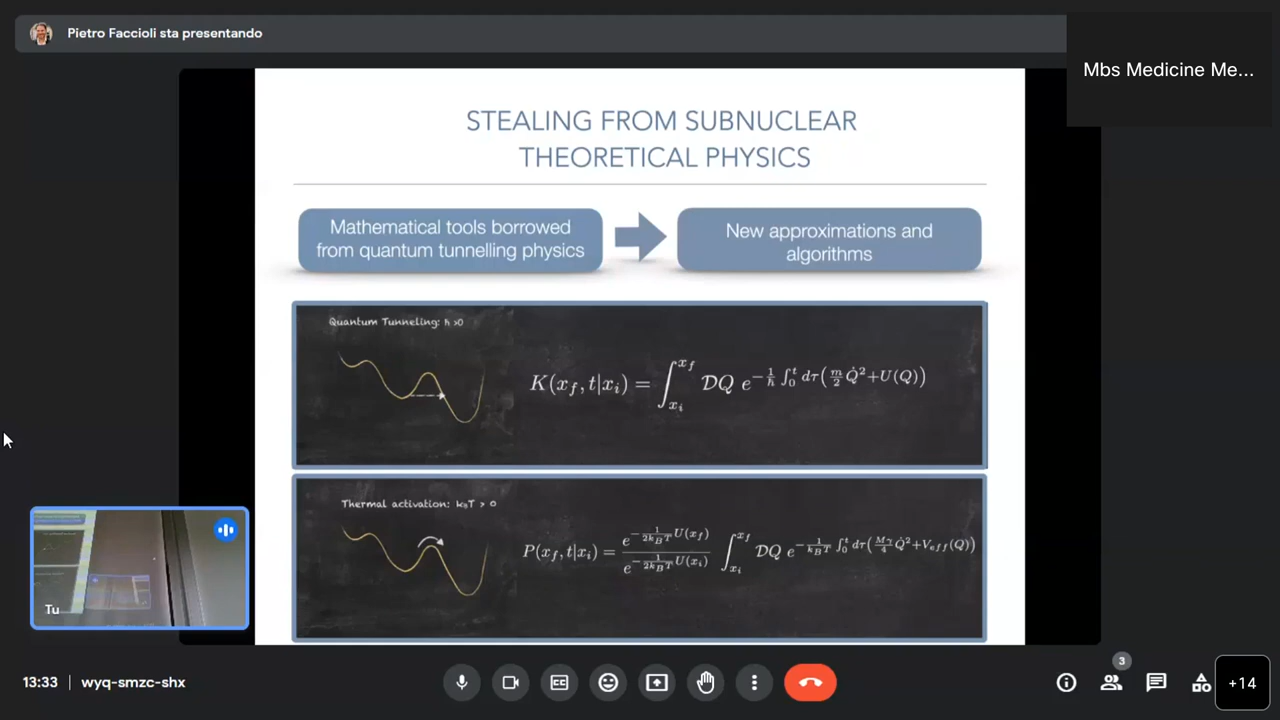 Pietro Faccioli sta presentando
Mbs Medicine Me...
STEALING FROM SUBNUCLEAR
THEORETICAL PHYSICS
Mathematical tools borrowed
from quantum tunnelling physics
New approximations and
algorithms
Quantum Tunneling: ħ >0
K(x_f, t|x_i) = ∫_{x_i}^{x_f} 𝒟Q e^{-\frac{1}{ħ} ∫_0^t dτ(\frac{m}{2} \dot{Q}^2+U(Q))}
Thermal activation: k_BT > 0
P(x_f, t|x_i) = \frac{e^{-\frac{1}{2k_BT}U(x_f)}}{e^{-\frac{1}{2k_BT}U(x_i)}} ∫_{x_i}^{x_f} 𝒟Q e^{-\frac{1}{k_BT} ∫_0^t dτ(\frac{Mγ}{4} \dot{Q}^2+V_{eff}(Q))}
Tu
13:33 | wyq-smzc-shx
CC
3
+14